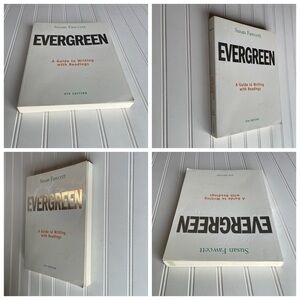 Susan Fawcett
EVERGREEN
A Guide to Writing
with Readings
9TH EDITION
Susan Fawcett
EVERGREEN
A Guide to Writing
with Readings
Susan Fawcett
EVERGREEN
A Guide to Writing
with Readings
Susan Fawcett
EVERGREEN
A Guide to Writing
with Readings